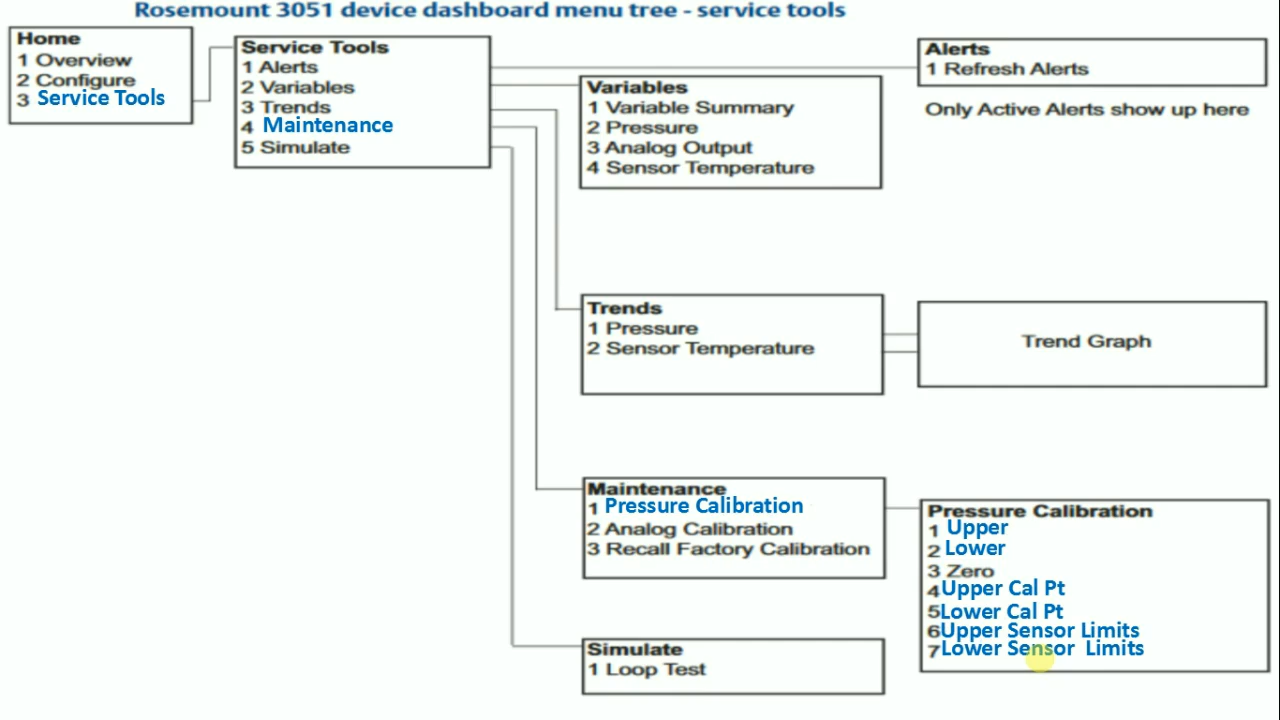 Rosemount 3051 device dashboard menu tree - service tools
Home
1 Overview
2 Configure
3 Service Tools
Service Tools
1 Alerts
2 Variables
3 Trends
4 Maintenance
5 Simulate
Alerts
1 Refresh Alerts
Only Active Alerts show up here
Variables
1 Variable Summary
2 Pressure
3 Analog Output
4 Sensor Temperature
Trends
1 Pressure
2 Sensor Temperature
Trend Graph
Maintenance
1 Pressure Calibration
2 Analog Calibration
3 Recall Factory Calibration
Pressure Calibration
1 Upper
2 Lower
3 Zero
4 Upper Cal Pt
5 Lower Cal Pt
6 Upper Sensor Limits
7 Lower Sensor Limits
Simulate
1 Loop Test